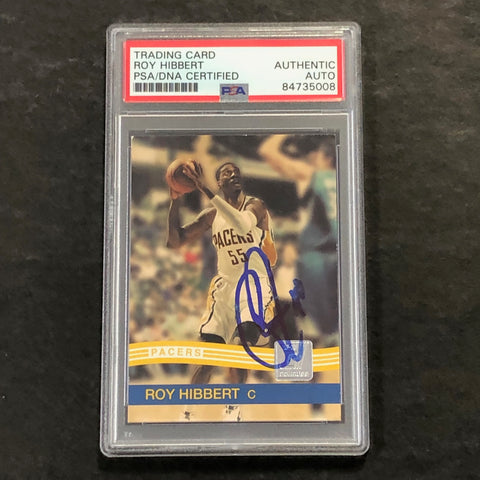 TRADING CARD
ROY HIBBERT
PSA/DNA CERTIFIED
AUTHENTIC
AUTO
84735008
PSA
PACERS
55
PACERS
ROY HIBBERT C